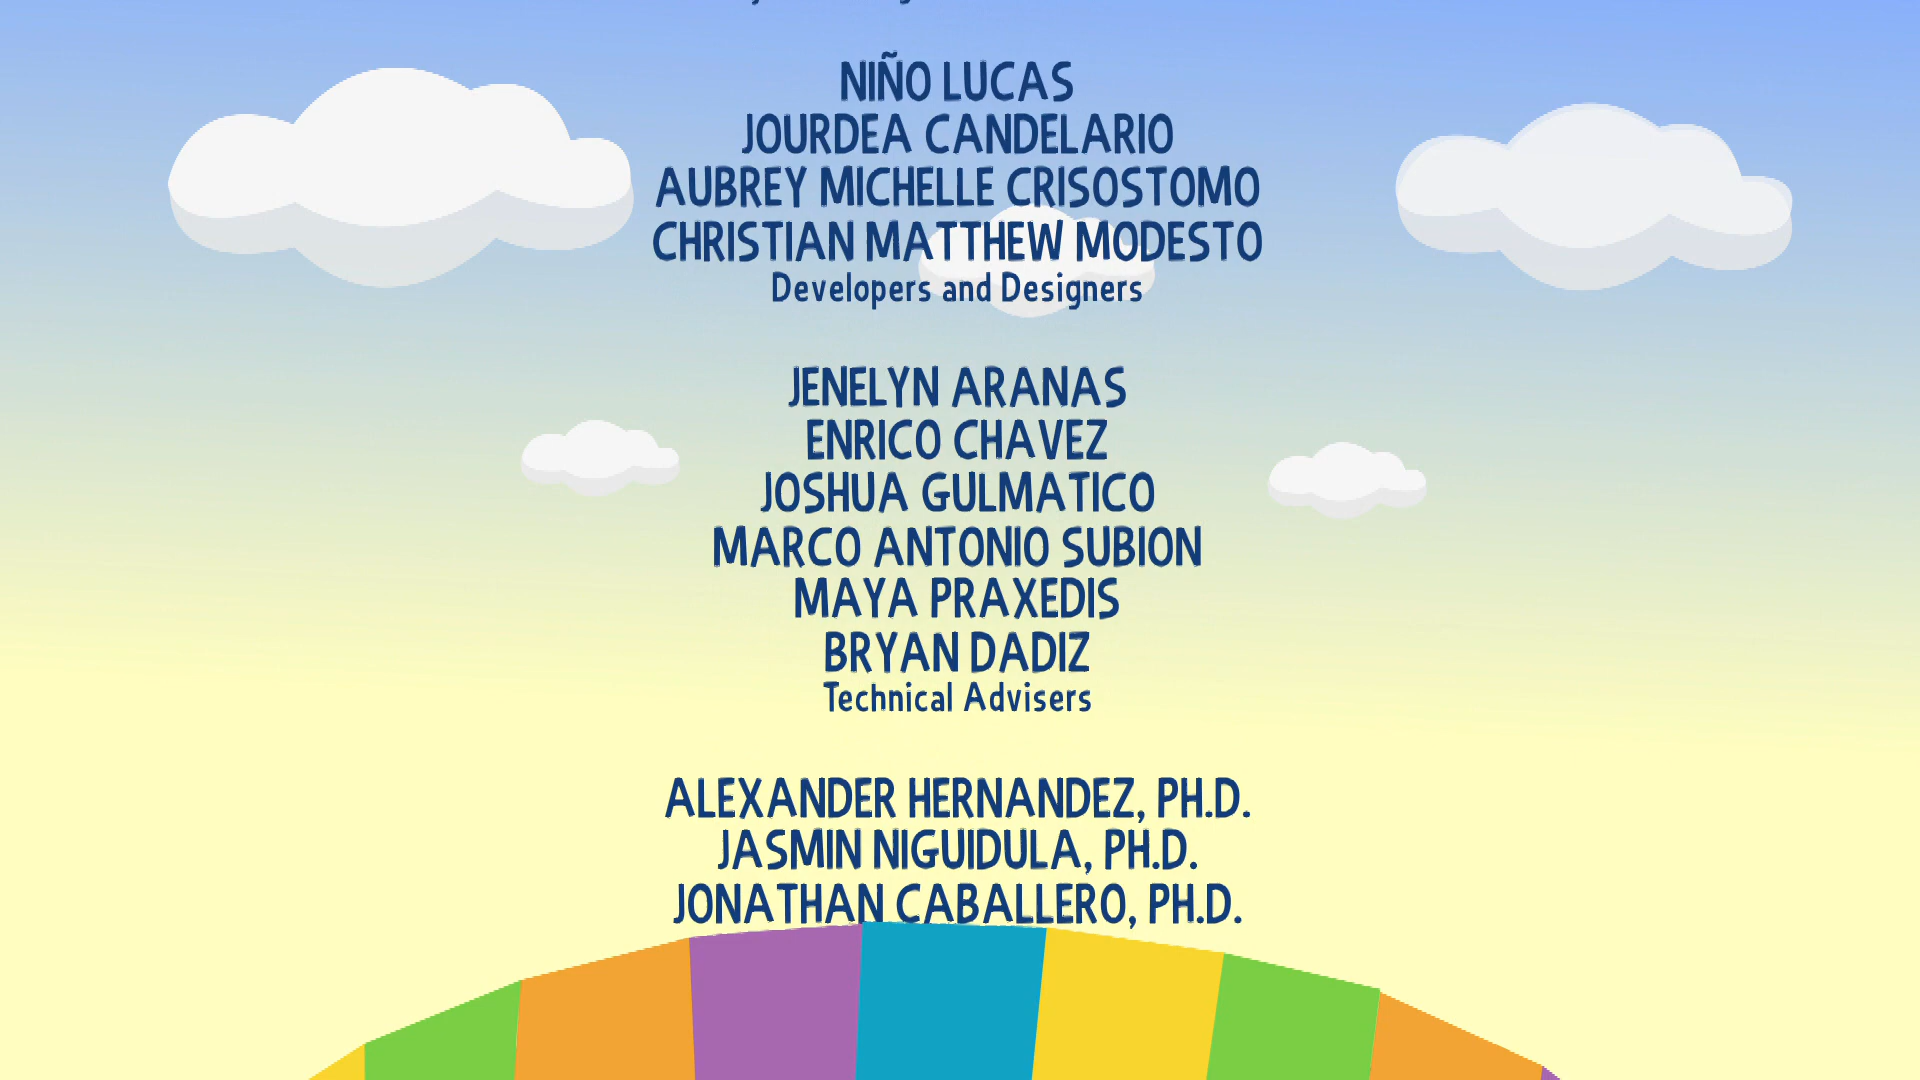 NIÑO LUCAS
JOURDEA CANDELARIO
AUBREY MICHELLE CRISOSTOMO
CHRISTIAN MATTHEW MODESTO
Developers and Designers
JENELYN ARANAS
ENRICO CHAVEZ
JOSHUA GULMATICO
MARCO ANTONIO SUBION
MAYA PRAXEDIS
BRYAN DADIZ
Technical Advisers
ALEXANDER HERNANDEZ, PH.D.
JASMIN NIGUIDULA, PH.D.
JONATHAN CABALLERO, PH.D.